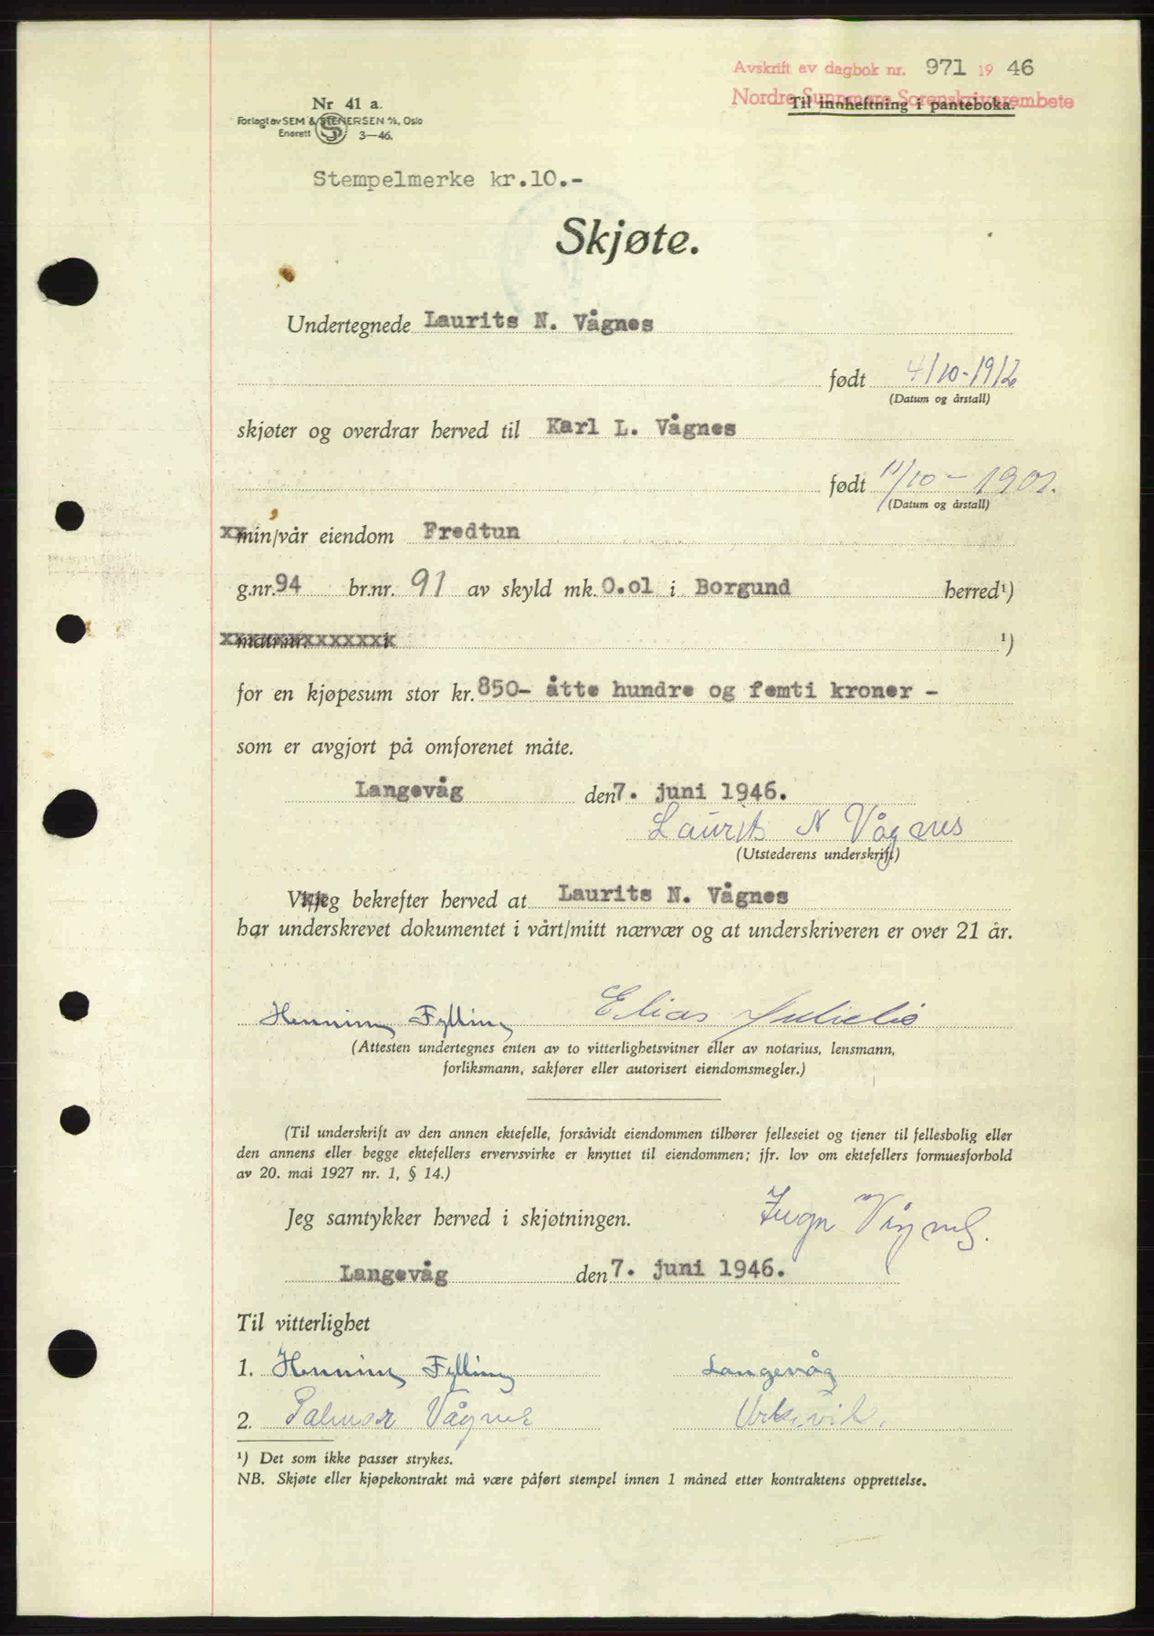 Avskrift av dagbok nr. 971 19 46
Nordre Sunnmøre Sorenskriverembete
Til innheftning i panteboka.
Nr 41 a.
Forlagt av SEM & STENERSEN A/S, Oslo
Enerett S 3—46.
Stempelmerke kr.10.-
Skjøte.
Undertegnede Laurits N. Vågnes
født 4/10-1912
(Datum og årstall)
skjøter og overdrar herved til Karl L. Vågnes
født 11/10 - 1901.
(Datum og årstall)
xxmin/vår eiendom Fredtun
g.nr.94 br.nr. 91 av skyld mk.0.o1 i Borgund herred¹)
matr.nr. ¹)
for en kjøpesum stor kr.850- åtte hundre og femti kroner -
som er avgjort på omforenet måte.
Langevåg den7. juni 1946.
Laurits N Vågnes
(Utstederens underskrift)
Vi/jeg bekrefter herved at Laurits N. Vågnes
har underskrevet dokumentet i vårt/mitt nærvær og at underskriveren er over 21 år.
Henning Fylling Elias
(Attesten undertegnes enten av to vitterlighetsvitner eller av notarius, lensmann,
forliksmann, sakfører eller autorisert eiendomsmegler.)
(Til underskrift av den annen ektefelle, forsåvidt eiendommen tilhører felleseiet og tjener til fellesbolig eller
den annens eller begge ektefellers ervervsvirke er knyttet til eiendommen; jfr. lov om ektefellers formuesforhold
av 20. mai 1927 nr. 1, § 14.)
Jeg samtykker herved i skjøtningen. Vågnes.
Langevåg den7. juni 1946.
Til vitterlighet
1. Henning Fylling Langevåg
2. Palmar Vågnes
¹) Det som ikke passer strykes.
NB. Skjøte eller kjøpekontrakt må være påført stempel innen 1 måned etter kontraktens opprettelse.